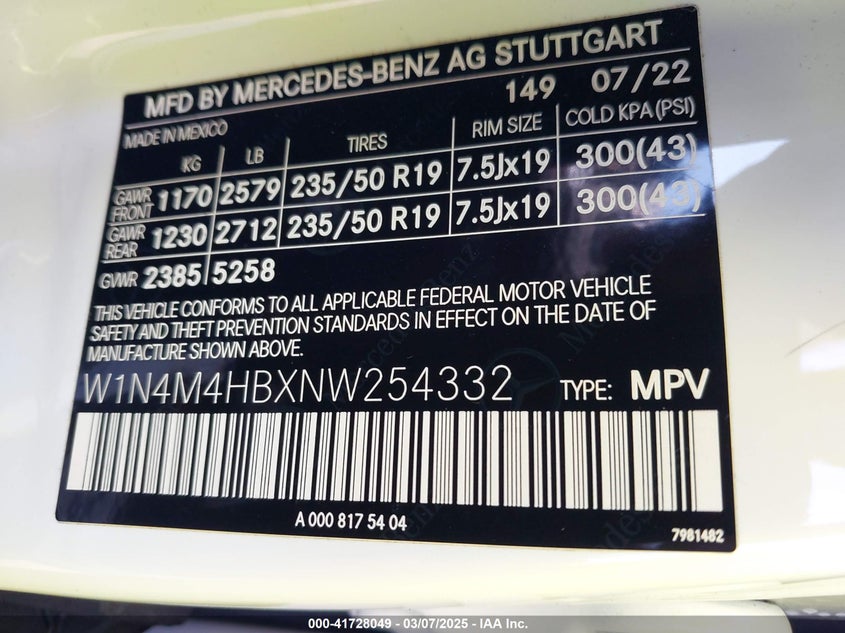 MFD BY MERCEDES-BENZ AG STUTTGART
149 07/22
MADE IN MEXICO
KG LB TIRES RIM SIZE COLD KPA (PSI)
GAWR FRONT 1170 2579 235/50 R19 7.5Jx19 300(43)
GAWR REAR 1230 2712 235/50 R19 7.5Jx19 300(43)
GVWR 2385 5258
THIS VEHICLE CONFORMS TO ALL APPLICABLE FEDERAL MOTOR VEHICLE
SAFETY AND THEFT PREVENTION STANDARDS IN EFFECT ON THE DATE OF
MANUFACTURE SHOWN ABOVE.
W1N4M4HBXNW254332 TYPE: MPV
A 000 817 54 04
7981482
000-41728049 — 03/07/2025 — IAA Inc.